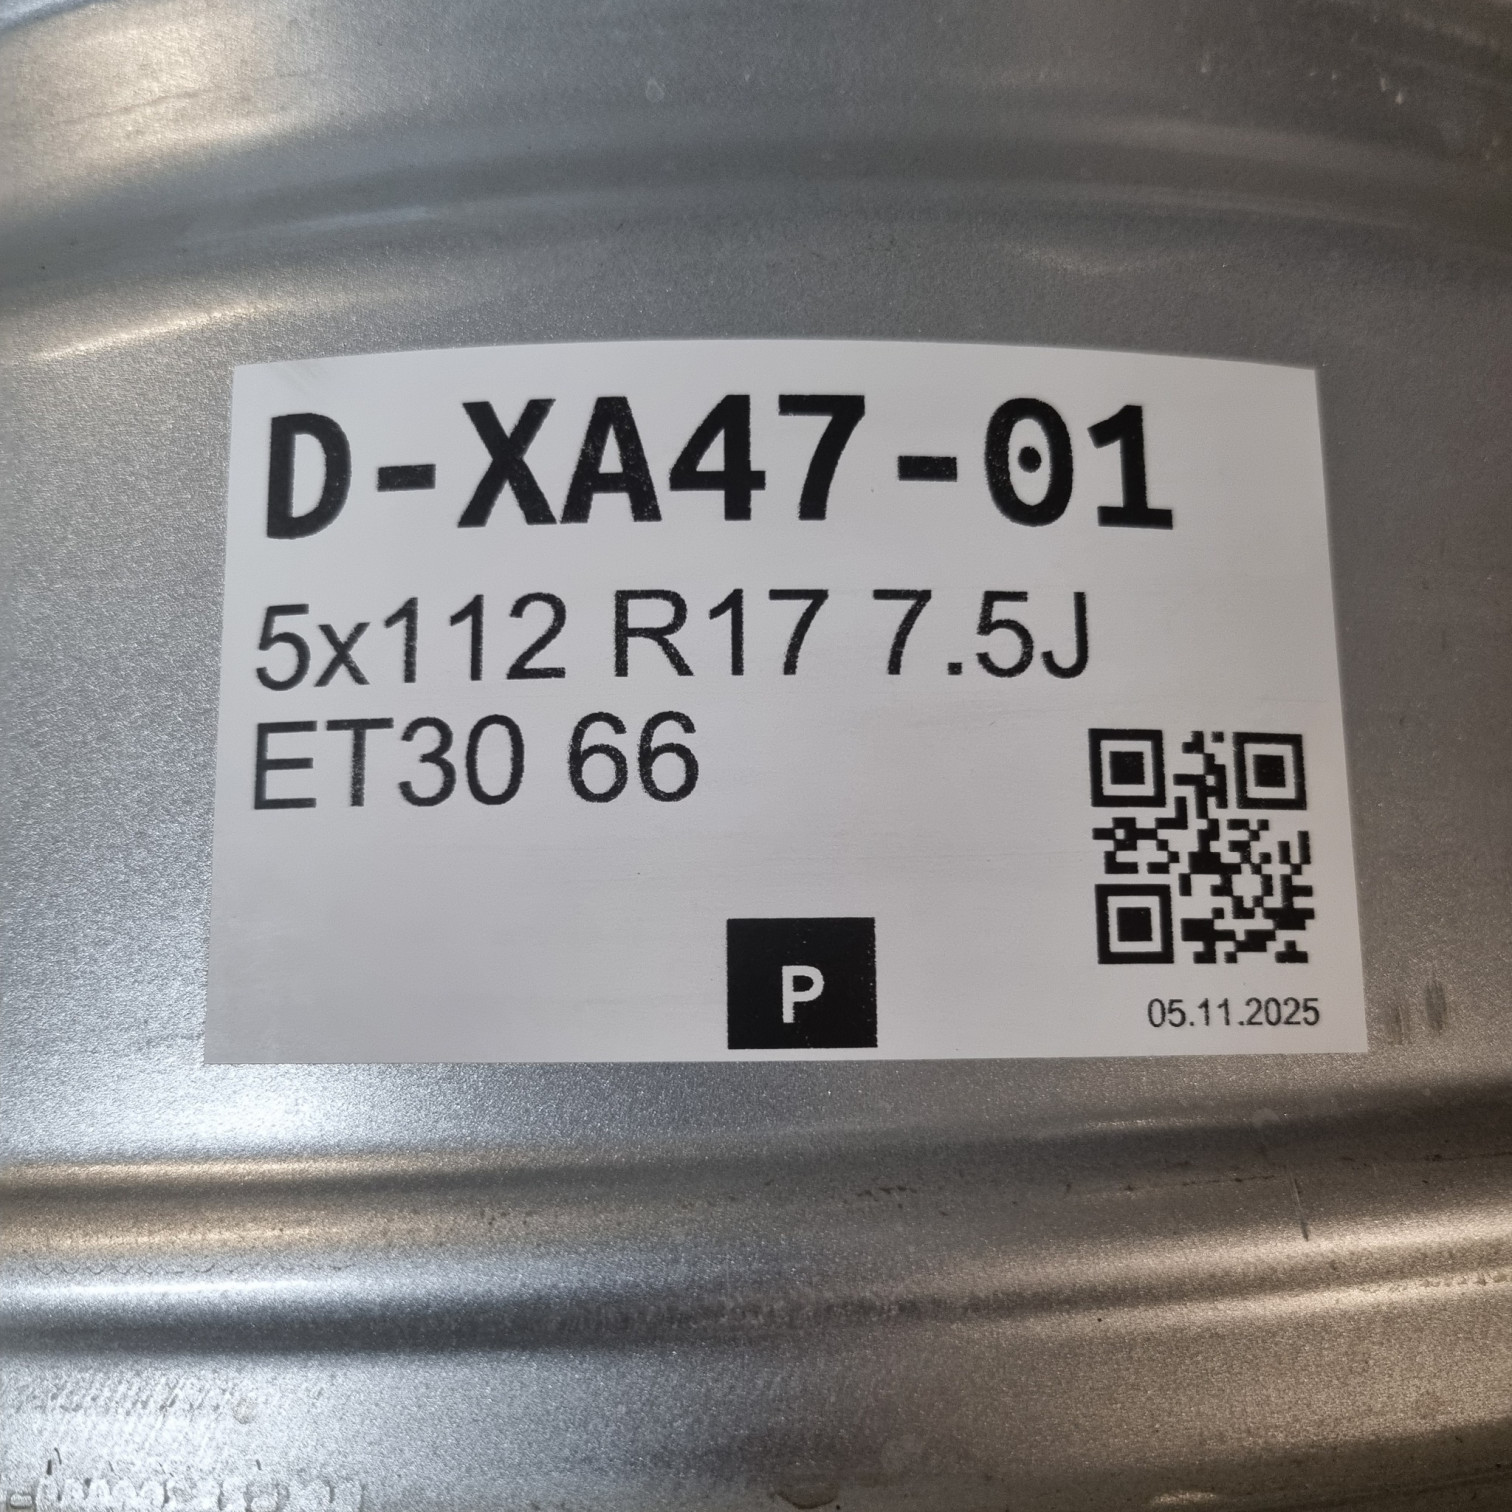 D-XA47-01
5x112 R17 7.5J
ET30 66
P
05.11.2025